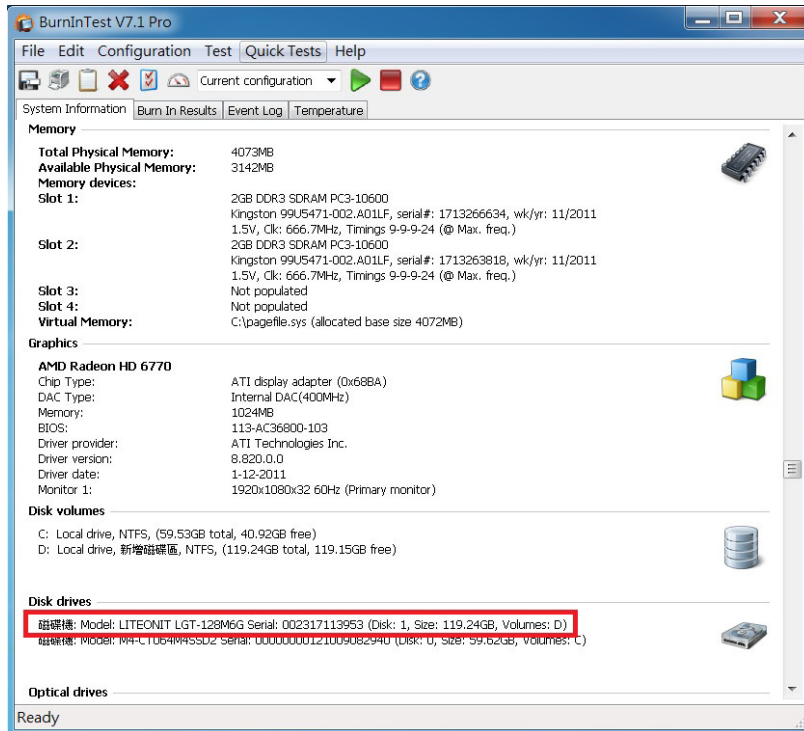 BurnInTest V7.1 Pro
File Edit Configuration Test Quick Tests Help
Current configuration
System Information Burn In Results Event Log Temperature
Memory
Total Physical Memory: 4073MB
Available Physical Memory: 3142MB
Memory devices:
Slot 1: 2GB DDR3 SDRAM PC3-10600
Kingston 99U5471-002.A01LF, serial#: 1713266634, wk/yr: 11/2011
1.5V, Clk: 666.7MHz, Timings 9-9-9-24 (@ Max. freq.)
Slot 2: 2GB DDR3 SDRAM PC3-10600
Kingston 99U5471-002.A01LF, serial#: 1713263818, wk/yr: 11/2011
1.5V, Clk: 666.7MHz, Timings 9-9-9-24 (@ Max. freq.)
Slot 3: Not populated
Slot 4: Not populated
Virtual Memory: C:\pagefile.sys (allocated base size 4072MB)
Graphics
AMD Radeon HD 6770
Chip Type: ATI display adapter (0x68BA)
DAC Type: Internal DAC(400MHz)
Memory: 1024MB
BIOS: 113-AC36800-103
Driver provider: ATI Technologies Inc.
Driver version: 8.820.0.0
Driver date: 1-12-2011
Monitor 1: 1920x1080x32 60Hz (Primary monitor)
Disk volumes
C: Local drive, NTFS, (59.53GB total, 40.92GB free)
D: Local drive, 新增磁碟區, NTFS, (119.24GB total, 119.15GB free)
Disk drives
磁碟機: Model: LITEONIT LGT-128M6G Serial: 002317113953 (Disk: 1, Size: 119.24GB, Volumes: D)
磁碟機: Model: M4-CT064M4SSD2 Serial: 00000000121009082940 (Disk: 0, Size: 59.62GB, Volumes: C)
Optical drives
Ready